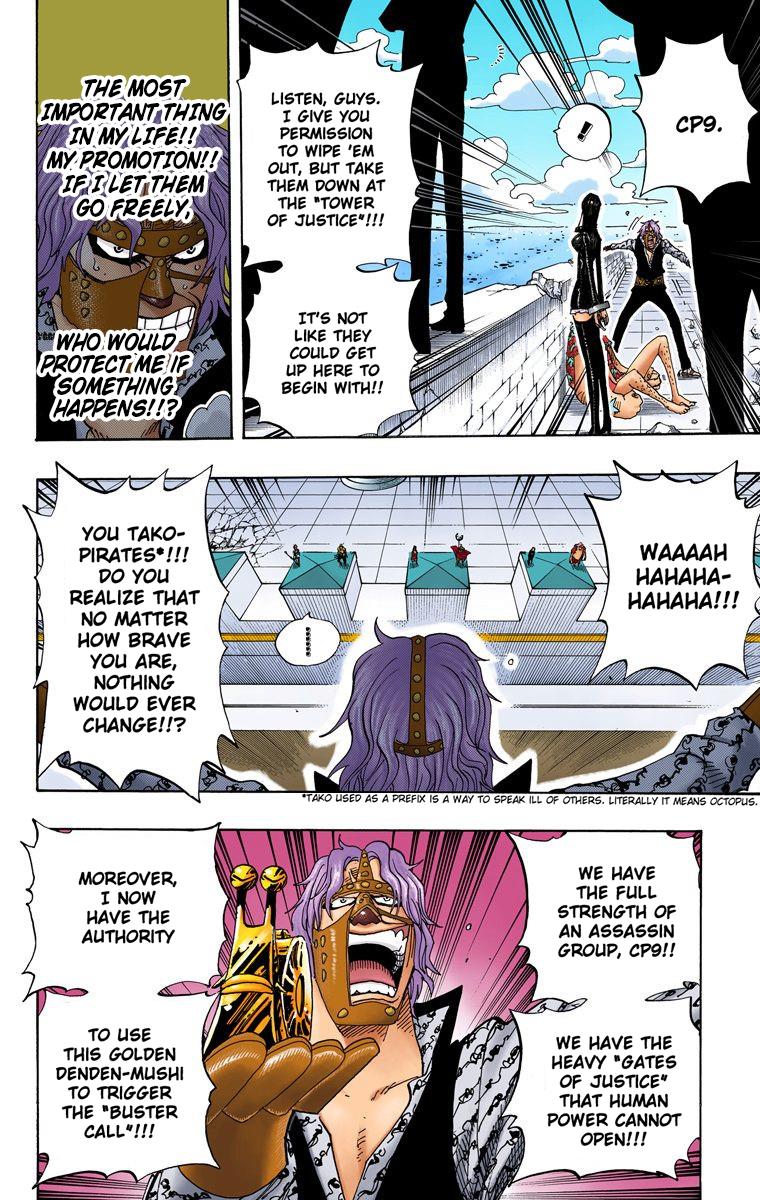 CP9.
!
LISTEN, GUYS.
I GIVE YOU
PERMISSION
TO WIPE 'EM
OUT, BUT TAKE
THEM DOWN AT
THE "TOWER
OF JUSTICE"!!!
IT'S NOT
LIKE THEY
COULD GET
UP HERE TO
BEGIN WITH!!
THE MOST
IMPORTANT THING
IN MY LIFE!!
MY PROMOTION!!
IF I LET THEM
GO FREELY,
WHO WOULD
PROTECT ME IF
SOMETHING
HAPPENS!!?
WAAAAH
HAHAHA-
HAHAHA!!!
YOU TAKO-
PIRATES*!!!
DO YOU
REALIZE THAT
NO MATTER
HOW BRAVE
YOU ARE,
NOTHING
WOULD EVER
CHANGE!!?
......
*TAKO USED AS A PREFIX IS A WAY TO SPEAK ILL OF OTHERS. LITERALLY IT MEANS OCTOPUS.
WE HAVE
THE FULL
STRENGTH OF
AN ASSASSIN
GROUP, CP9!!
WE HAVE THE
HEAVY "GATES
OF JUSTICE"
THAT HUMAN
POWER CANNOT
OPEN!!!
MOREOVER,
I NOW
HAVE THE
AUTHORITY
TO USE
THIS GOLDEN
DENDEN-MUSHI
TO TRIGGER
THE "BUSTER
CALL"!!!